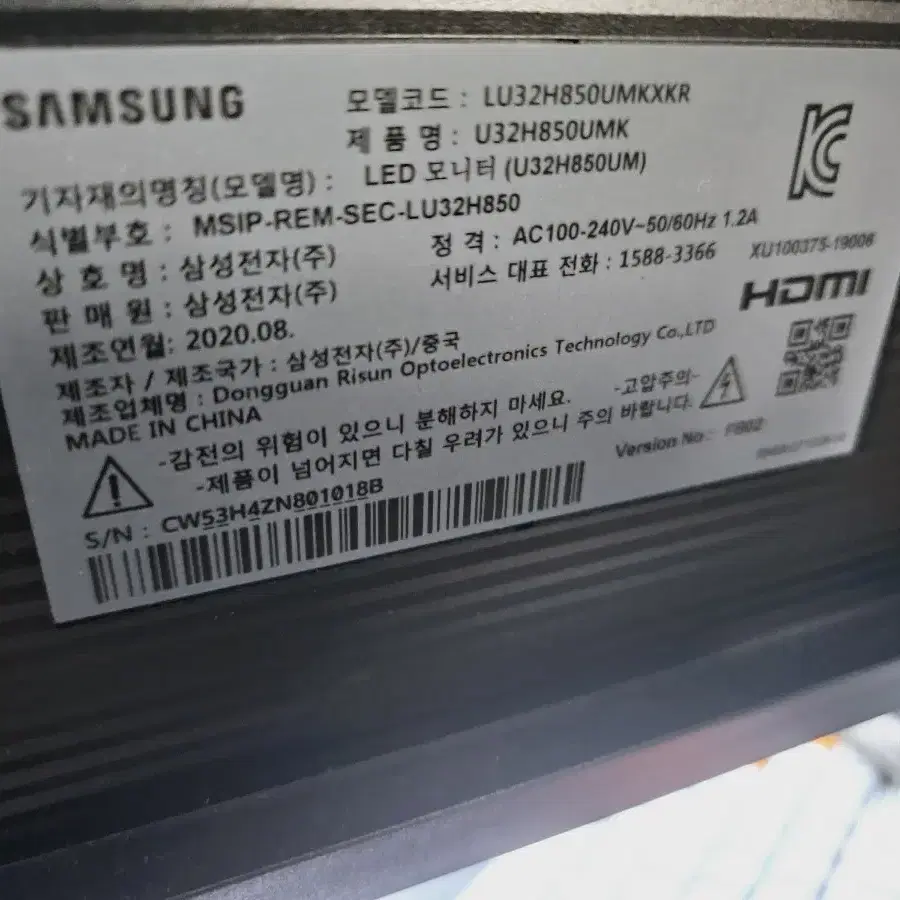 SAMSUNG
모델코드 : LU32H850UMKXKR
제 품 명 : U32H850UMK
기자재의명칭(모델명) : LED 모니터 (U32H850UM)
식별부호 : MSIP-REM-SEC-LU32H850
상 호 명 : 삼성전자(주)
정 격 : AC100-240V~50/60Hz 1.2A
판 매 원 : 삼성전자(주)
서비스 대표 전화 : 1588-3366
XU100375-19006
HDMI
제조연월: 2020.08.
제조자 / 제조국가 : 삼성전자(주)/중국
제조업체명 : Dongguan Risun Optoelectronics Technology Co.,LTD
MADE IN CHINA
-고압주의-
-감전의 위험이 있으니 분해하지 마세요.
-제품이 넘어지면 다칠 우려가 있으니 주의 바랍니다.
Version No.:
S/N : CW53H4ZN801018B